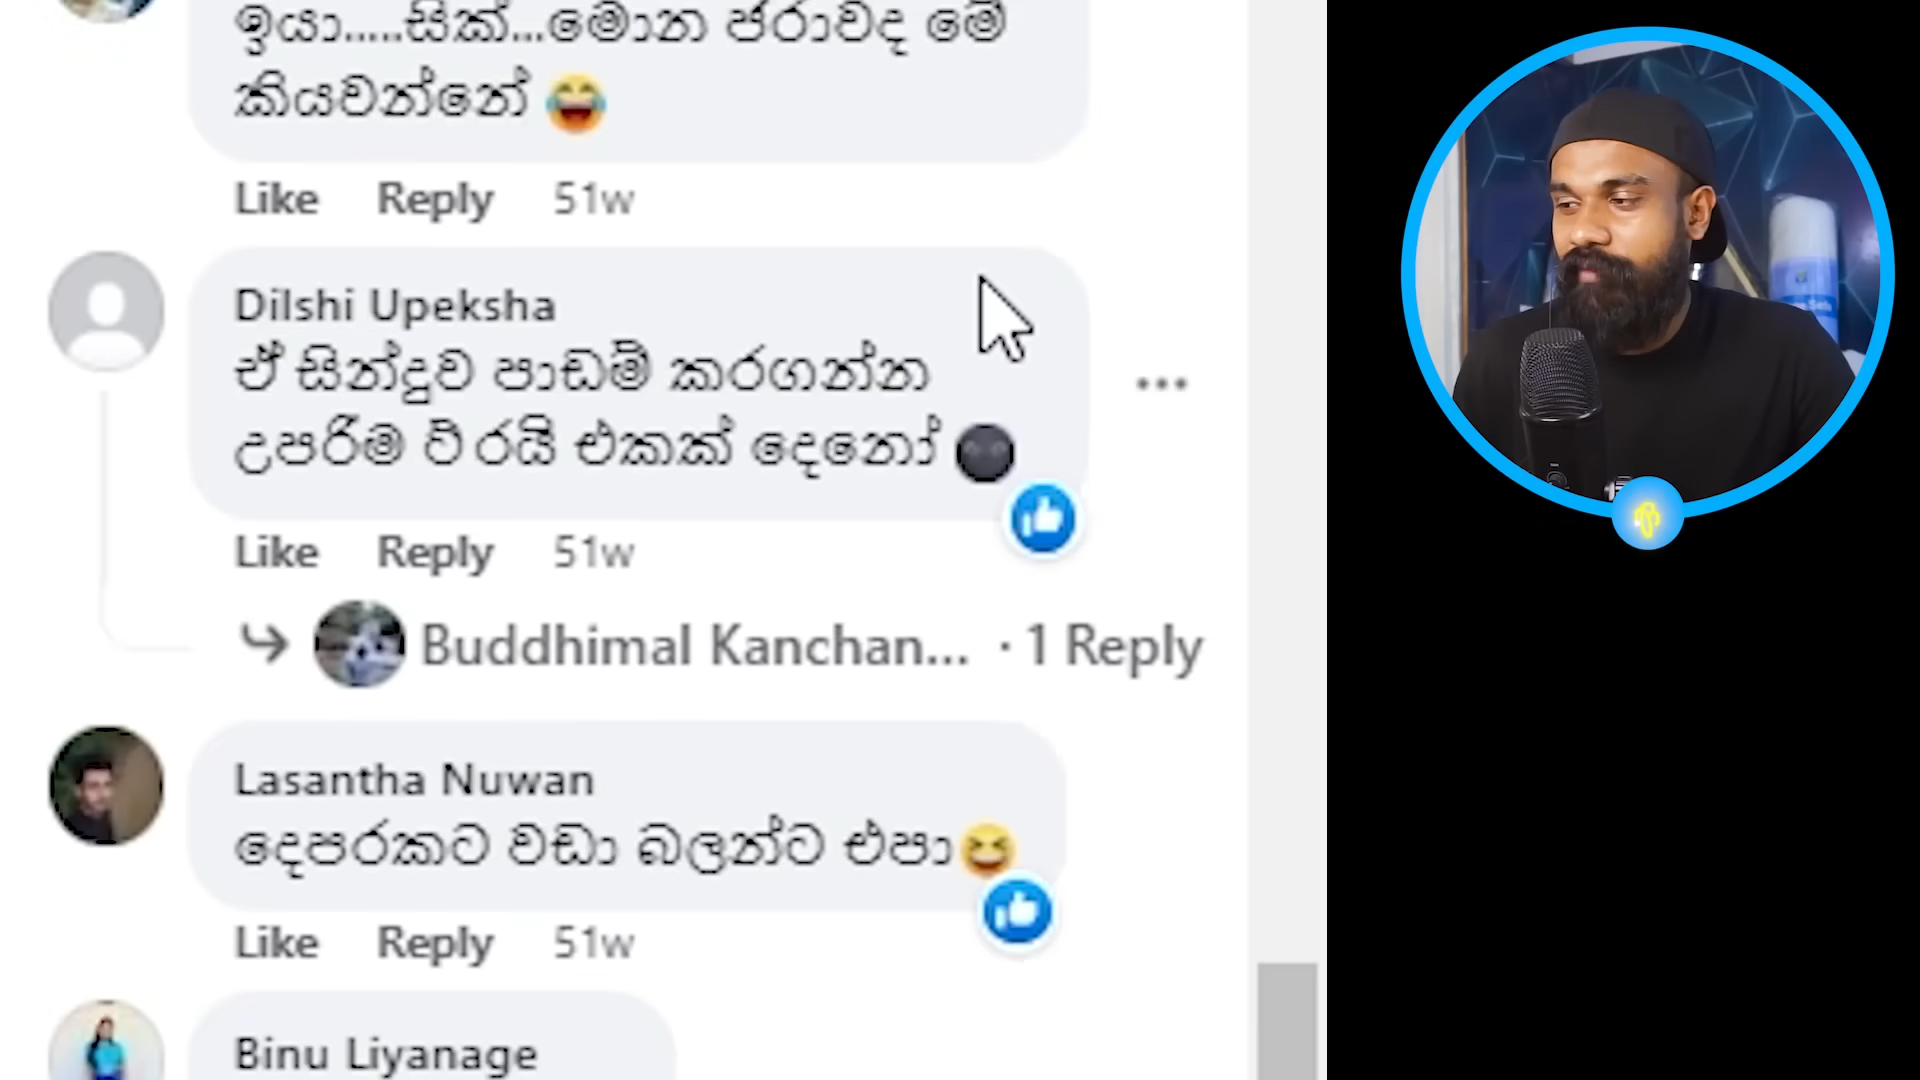 ඉයා.....සික්...මොන ජරාවද මේ
කියවන්නේ 😂
Like Reply 51w
Dilshi Upeksha
ඒ සින්දුව පාඩම් කරගන්න
උපරිම ට් රයි එකක් දෙනෝ 🌚
Like Reply 51w
Buddhimal Kanchan... · 1 Reply
Lasantha Nuwan
දෙපරකට වඩා බලන්ට එපා😆
Like Reply 51w
Binu Liyanage